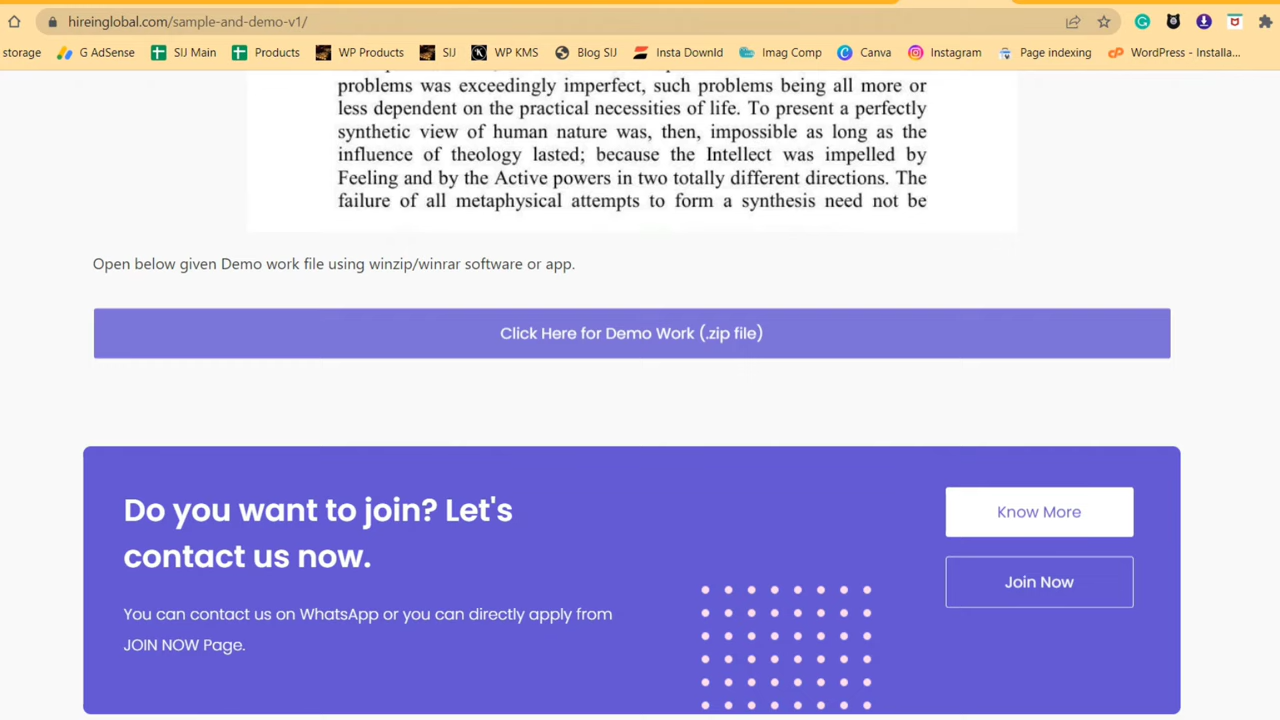 hireinglobal.com/sample-and-demo-v1/
storage G AdSense SIJ Main Products WP Products SIJ WP KMS Blog SIJ Insta Downld Imag Comp Canva Instagram Page indexing WordPress - Installa...
problems was exceedingly imperfect, such problems being all more or
less dependent on the practical necessities of life. To present a perfectly
synthetic view of human nature was, then, impossible as long as the
influence of theology lasted; because the Intellect was impelled by
Feeling and by the Active powers in two totally different directions. The
failure of all metaphysical attempts to form a synthesis need not be
Open below given Demo work file using winzip/winrar software or app.
Click Here for Demo Work (.zip file)
Do you want to join? Let's
contact us now.
You can contact us on WhatsApp or you can directly apply from
JOIN NOW Page.
Know More
Join Now